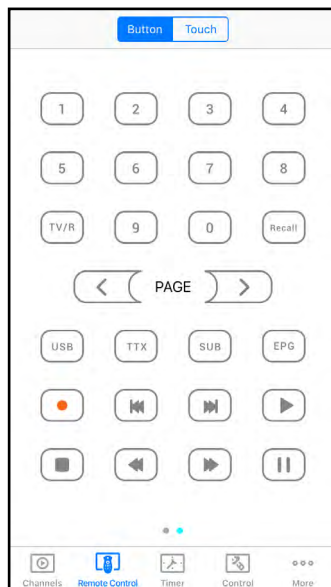 Button Touch
1 2 3 4
5 6 7 8
TV/R 9 0 Recall
PAGE
USB TTX SUB EPG
Channels Remote Control Timer Control More